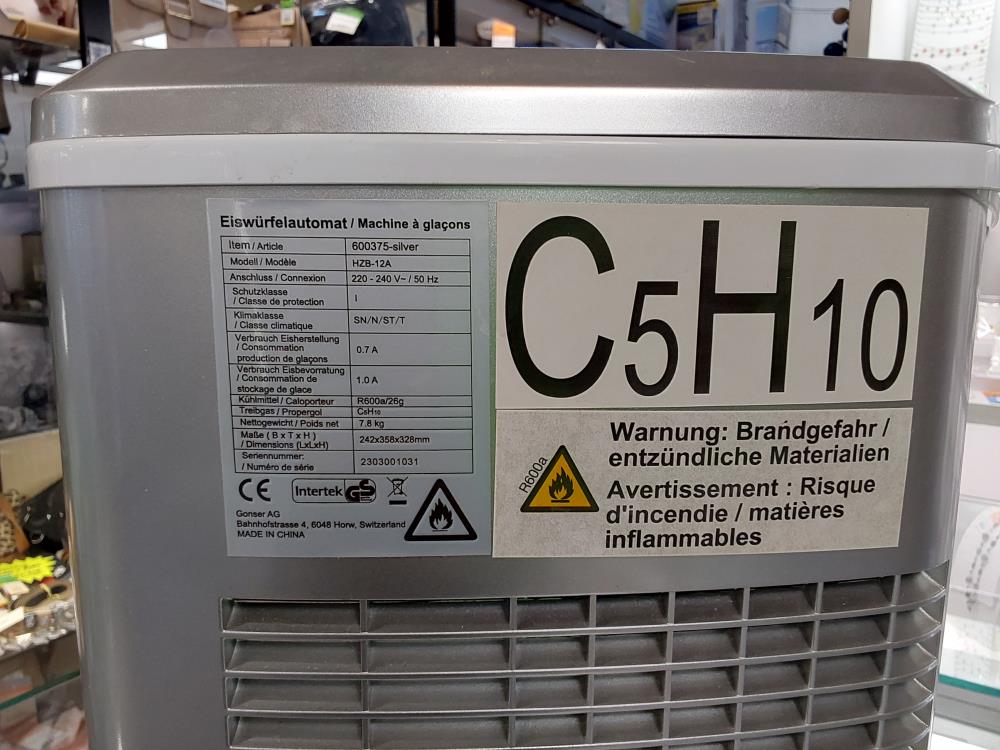 Eiswürfelautomat / Machine à glaçons
Item / Article 600375-silver
Modell / Modèle HZB-12A
Anschluss / Connexion 220 - 240 V~ / 50 Hz
Schutzklasse
/ Classe de protection I
Klimaklasse
/ Classe climatique SN/N/ST/T
Verbrauch Eisherstellung
/ Consommation
production de glaçons 0.7 A
Verbrauch Eisbevorratung
/ Consommation de
stockage de glace 1.0 A
Kühlmittel / Caloporteur R600a/26g
Treibgas / Propergol C5H10
Nettogewicht / Poids net 7.8 kg
Maße ( B x T x H )
/ Dimensions (LxLxH) 242x358x328mm
Seriennummer:
/ Numéro de série 2303001031
CE Intertek GS
Gonser AG
Bahnhofstrasse 4, 6048 Horw, Switzerland
MADE IN CHINA
C5H10
R600a
Warnung: Brandgefahr /
entzündliche Materialien
Avertissement : Risque
d'incendie / matières
inflammables